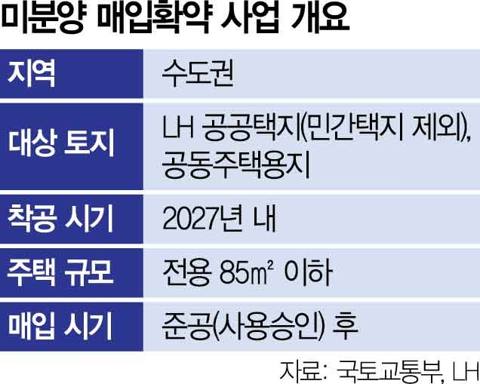 미분양 매입확약 사업 개요
지역 수도권
대상 토지 LH 공공택지(민간택지 제외),
공동주택용지
착공 시기 2027년 내
주택 규모 전용 85㎡ 이하
매입 시기 준공(사용승인) 후
자료: 국토교통부, LH